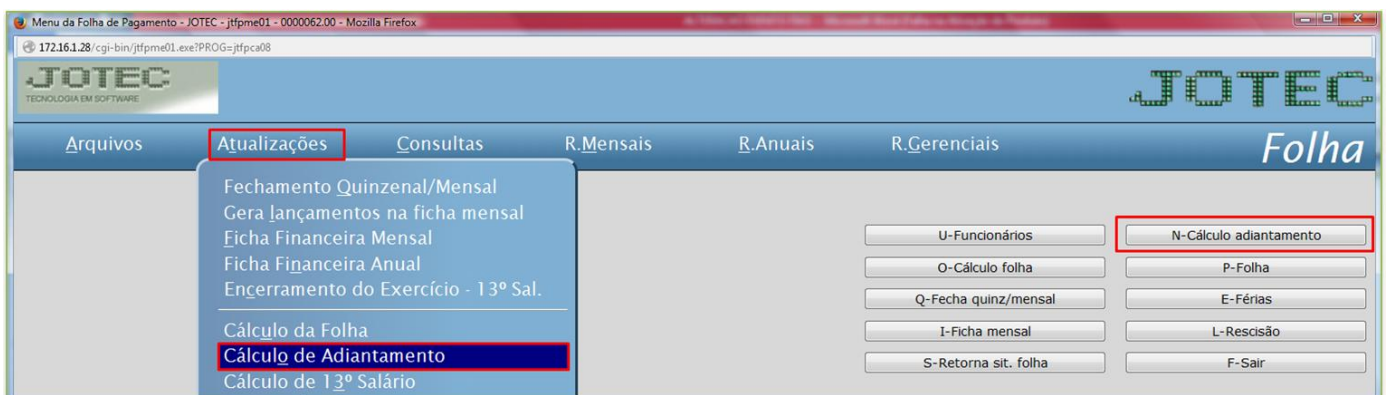 Menu da Folha de Pagamento - JOTEC - jtfpme01 - 0000062.00 - Mozilla Firefox
172.16.1.28/cgi-bin/jtfpme01.exe?PROG=jtfpca08
JOTEC
TECNOLOGIA EM SOFTWARE
JOTEC
Arquivos Atualizações Consultas R.Mensais R.Anuais R.Gerenciais Folha
Fechamento Quinzenal/Mensal
Gera lançamentos na ficha mensal
Ficha Financeira Mensal
Ficha Financeira Anual
Encerramento do Exercício - 13º Sal.
Cálculo da Folha
Cálculo de Adiantamento
Cálculo de 13º Salário
U-Funcionários N-Cálculo adiantamento
O-Cálculo folha P-Folha
Q-Fecha quinz/mensal E-Férias
I-Ficha mensal L-Rescisão
S-Retorna sit. folha F-Sair